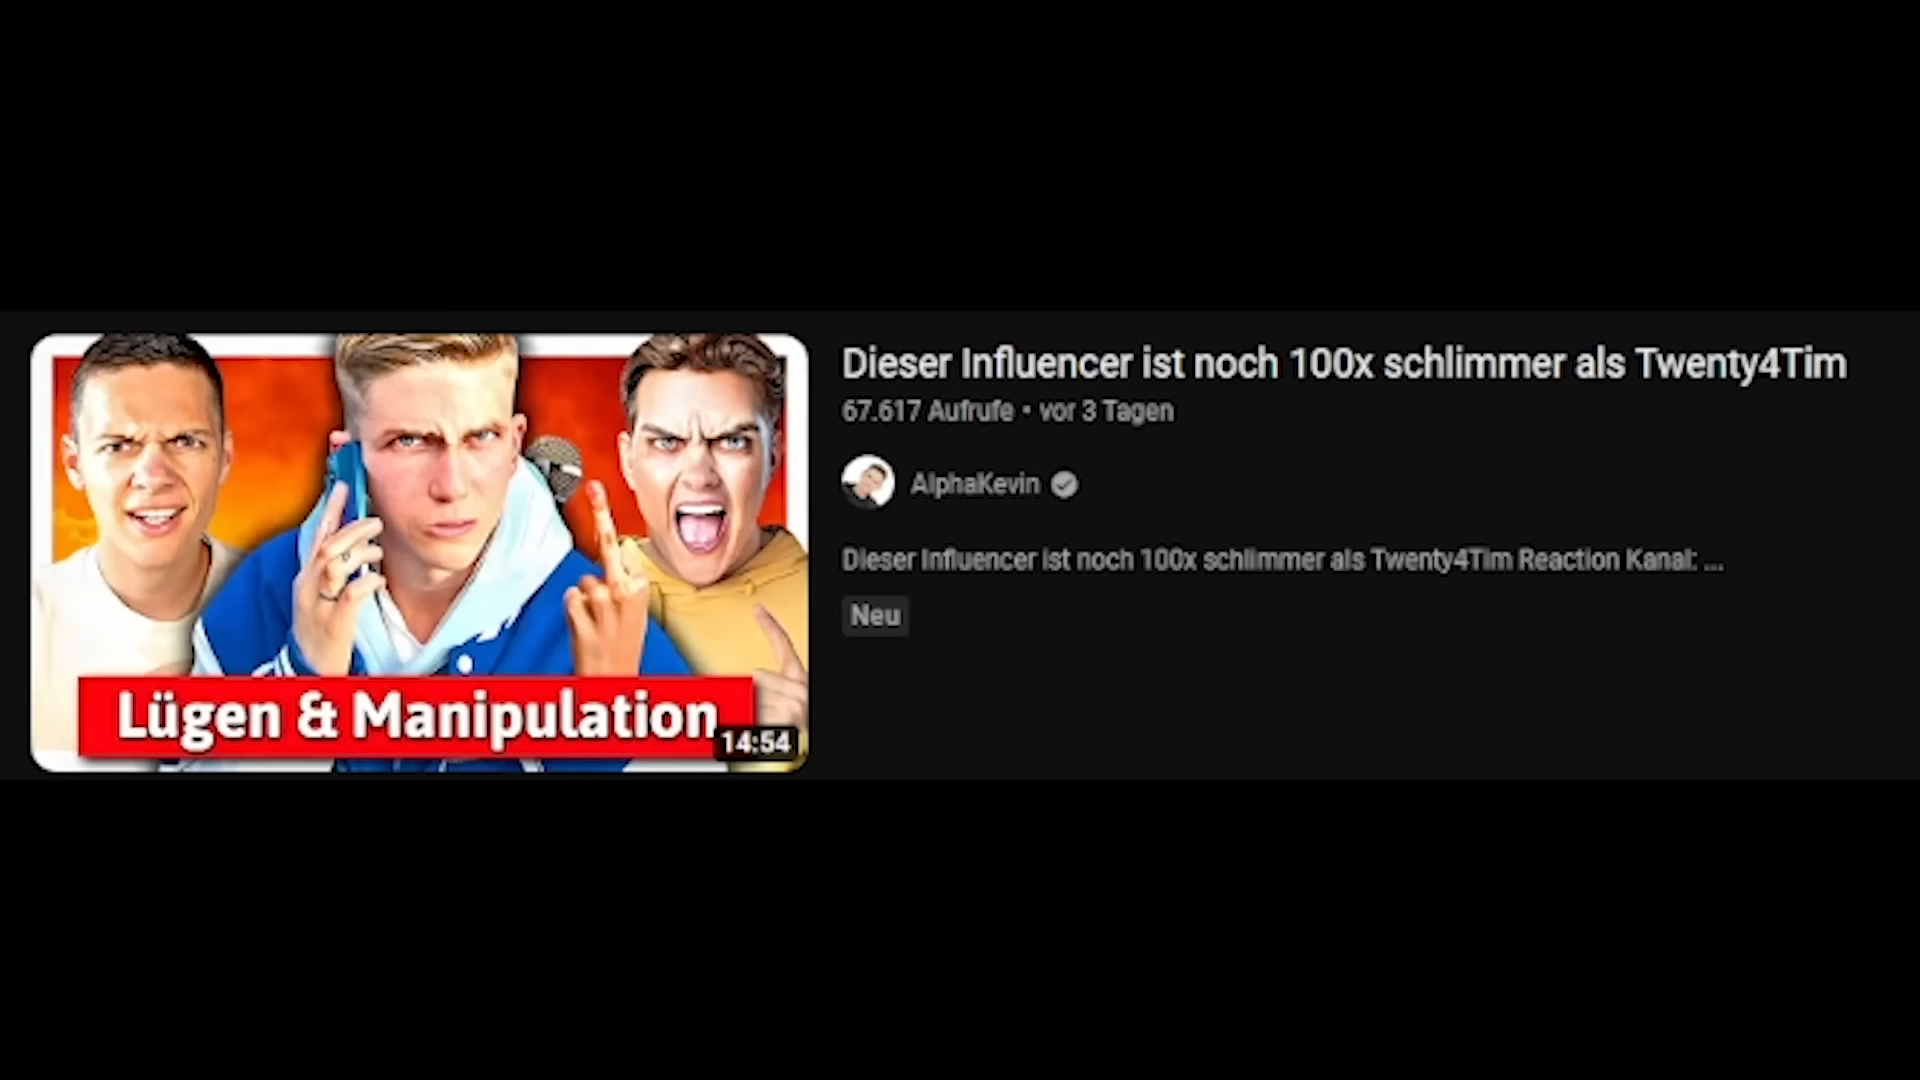 Lügen & Manipulation
14:54
Dieser Influencer ist noch 100x schlimmer als Twenty4Tim
67.617 Aufrufe • vor 3 Tagen
AlphaKevin
Dieser Influencer ist noch 100x schlimmer als Twenty4Tim Reaction Kanal: ...
Neu